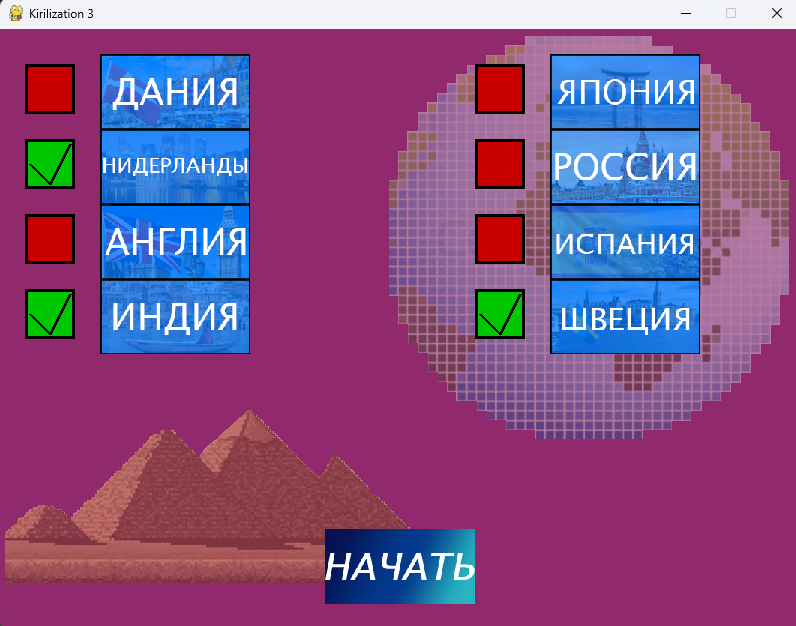 Kirilization 3
ДАНИЯ
НИДЕРЛАНДЫ
АНГЛИЯ
ИНДИЯ
ЯПОНИЯ
РОССИЯ
ИСПАНИЯ
ШВЕЦИЯ
НАЧАТЬ